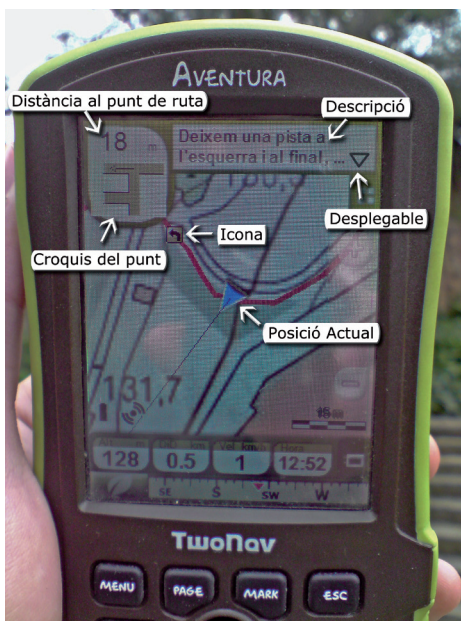 AVENTURA
Distància al punt de ruta
Descripció
18 m
Deixem una pista a
l'esquerra i al final, ...
Desplegable
Icona
Croquis del punt
Posició Actual
131,7
128
0.5
1
12:52
SE S SW W
TwoNav
MENU
PAGE
MARK
ESC